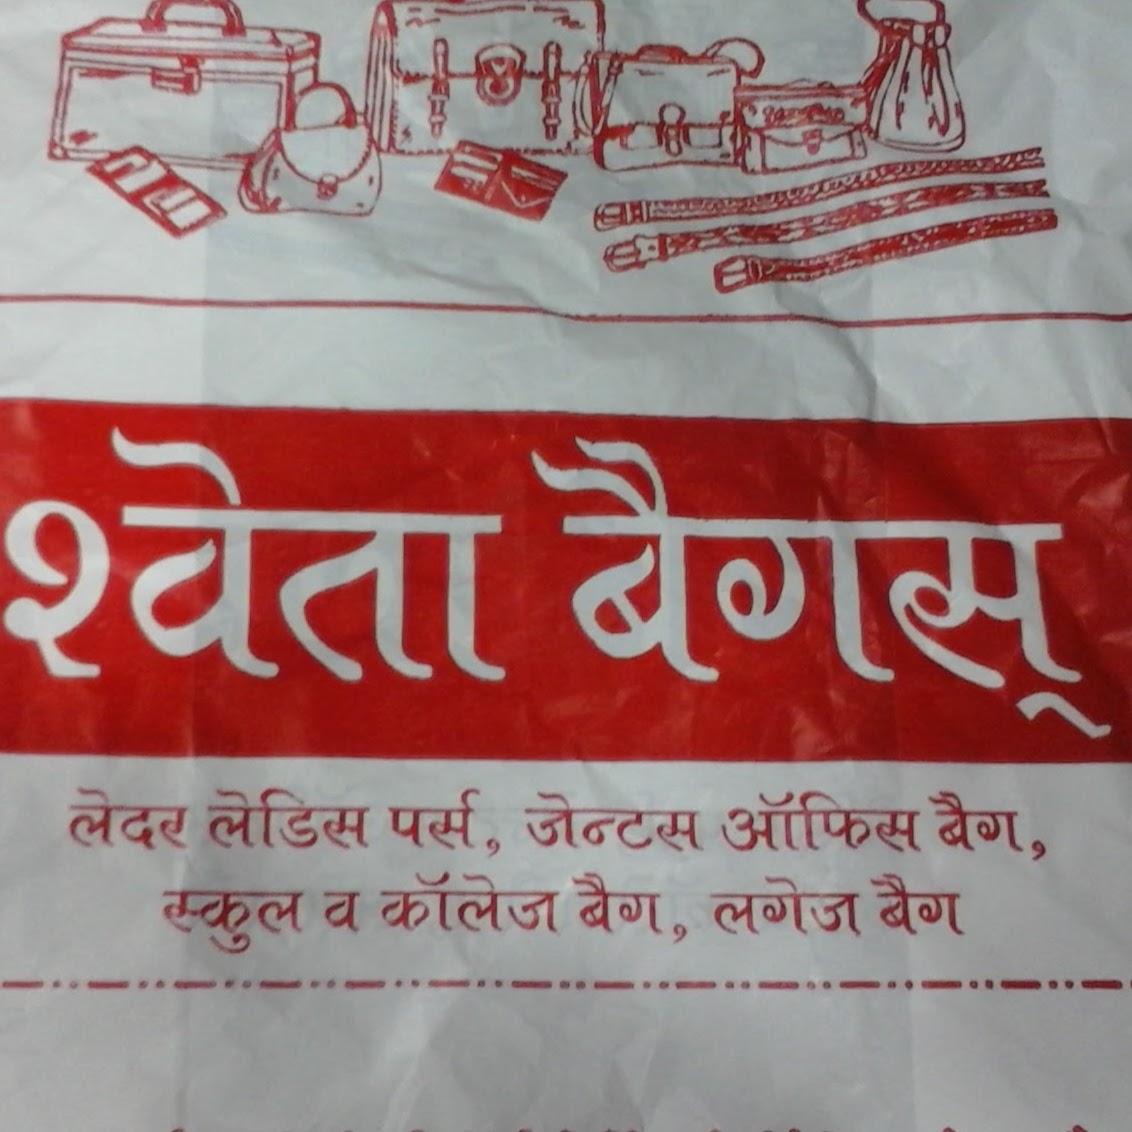 श्वेता बैगस्
लेदर लेडिस पर्स, जेन्टस ऑफिस बैग,
स्कुल व कॉलेज बैग, लगेज बैग